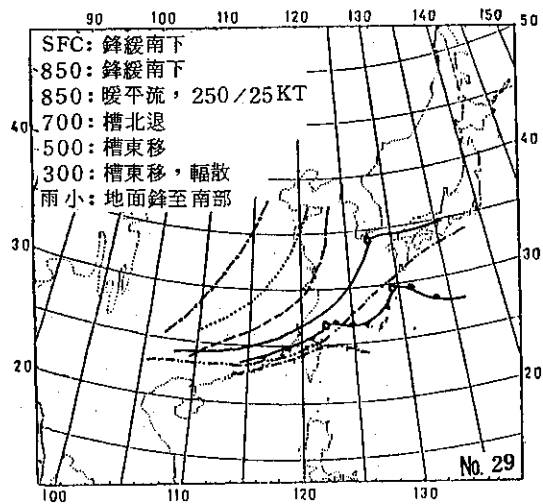 90 100 110 120 130 140 150 50
SFC: 鋒緩南下
850: 鋒緩南下
850: 暖平流，250/25KT
700: 槽北退
500: 槽東移
300: 槽東移，輻散
雨小: 地面鋒至南部
40 40
30 30
20 20
No. 29
100 110 120 130